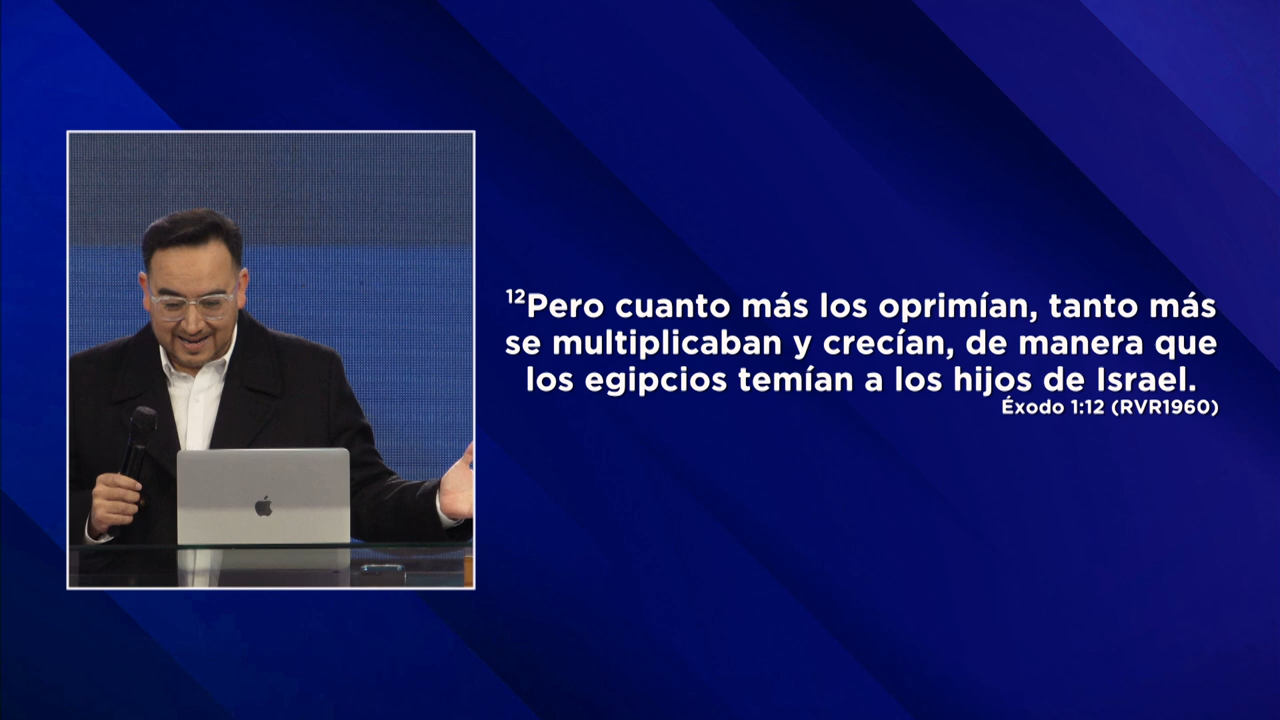 ¹²Pero cuanto más los oprimían, tanto más
se multiplicaban y crecían, de manera que
los egipcios temían a los hijos de Israel.
Éxodo 1:12 (RVR1960)